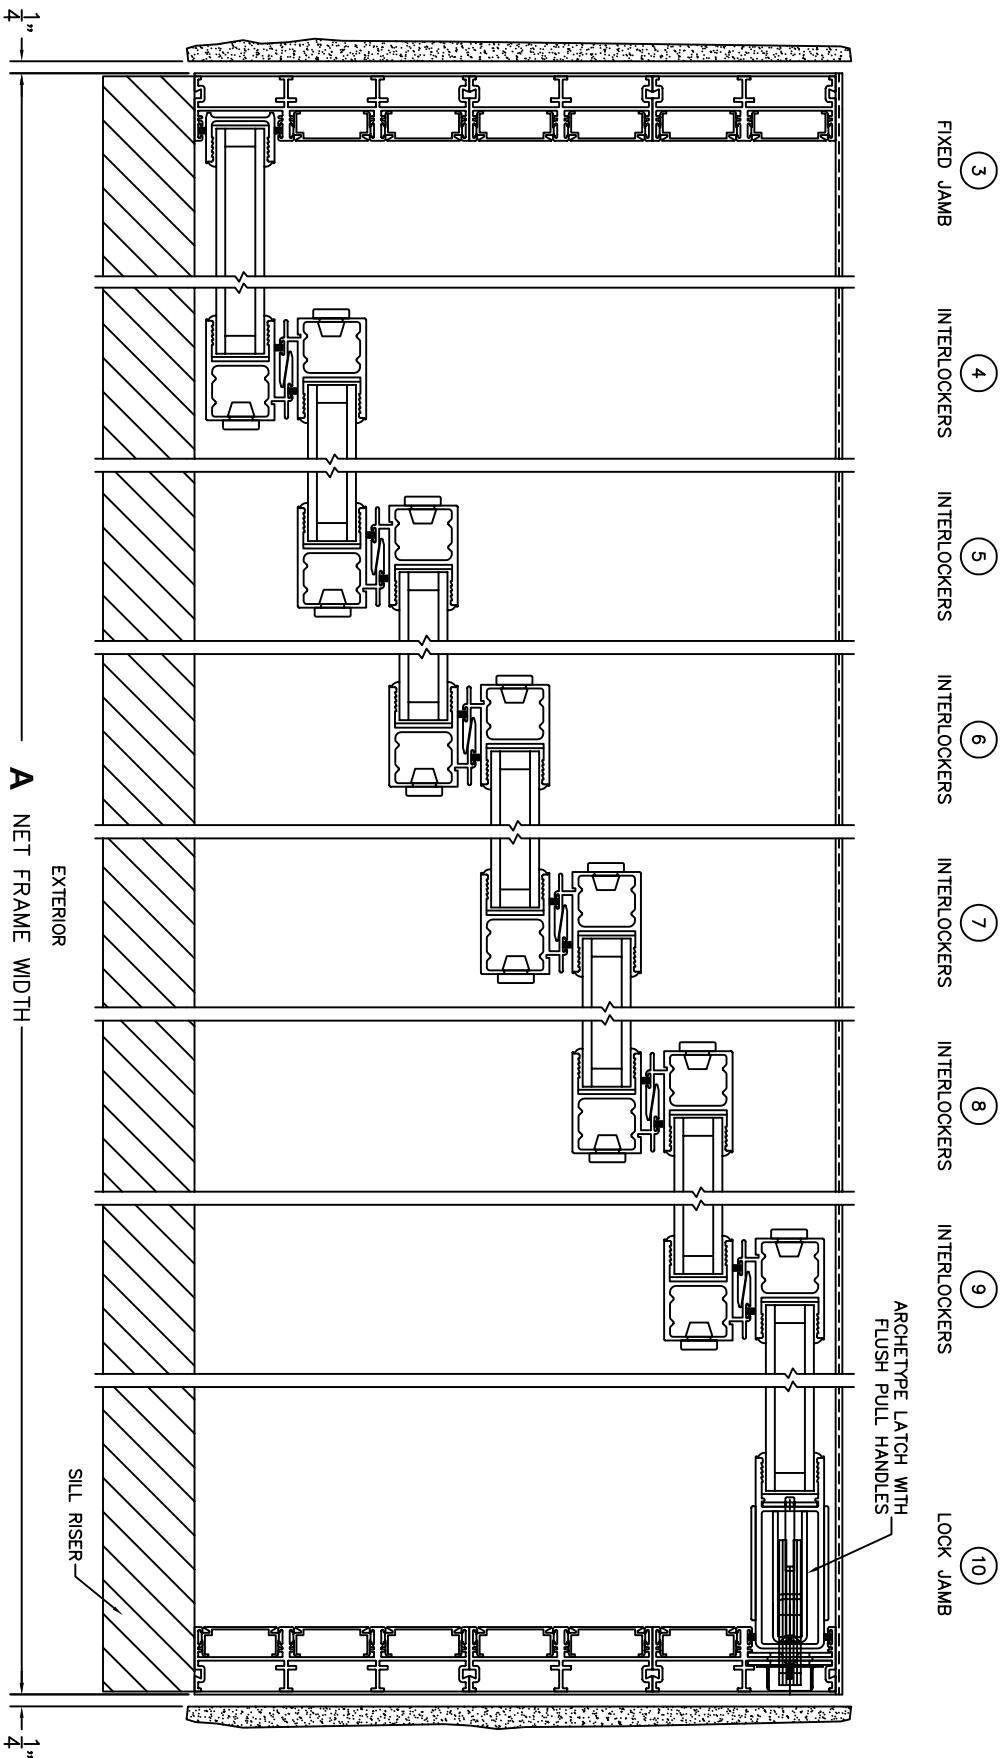 3
FIXED JAMB
4
INTERLOCKERS
5
INTERLOCKERS
6
INTERLOCKERS
7
INTERLOCKERS
8
INTERLOCKERS
9
INTERLOCKERS
10
LOCK JAMB
ARCHETYPE LATCH WITH
FLUSH PULL HANDLES
SILL RISER
EXTERIOR
1/4"
A NET FRAME WIDTH
1/4"